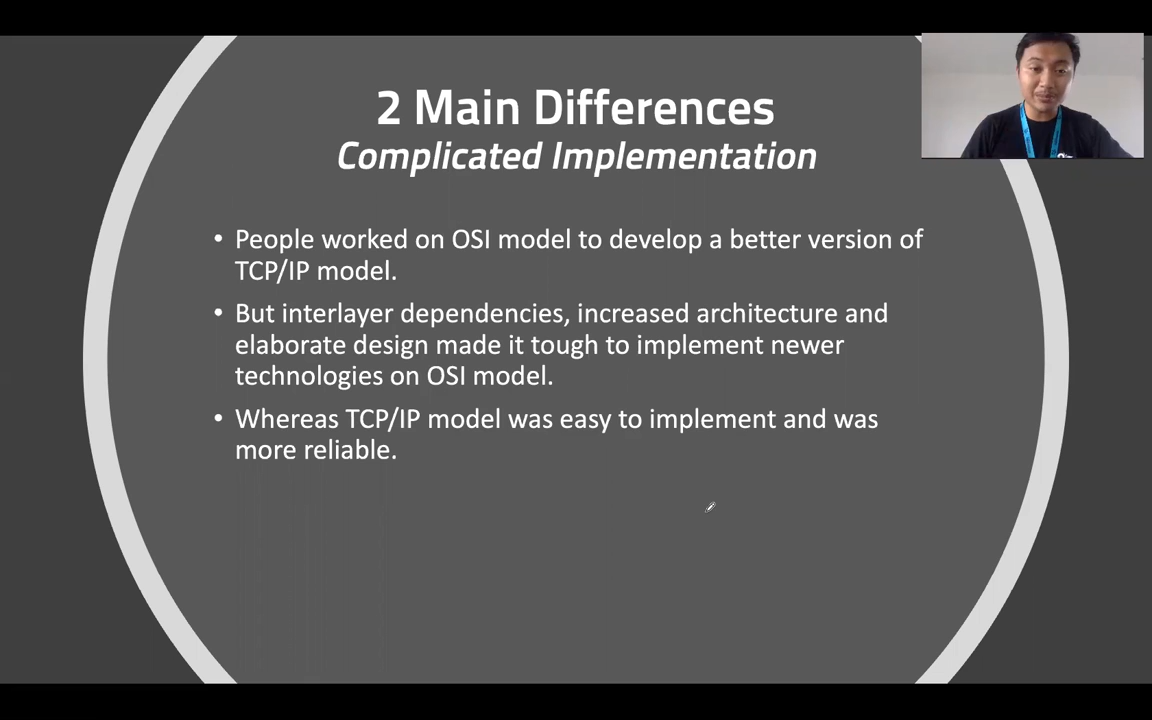 2 Main Differences
Complicated Implementation
• People worked on OSI model to develop a better version of
TCP/IP model.
• But interlayer dependencies, increased architecture and
elaborate design made it tough to implement newer
technologies on OSI model.
• Whereas TCP/IP model was easy to implement and was
more reliable.